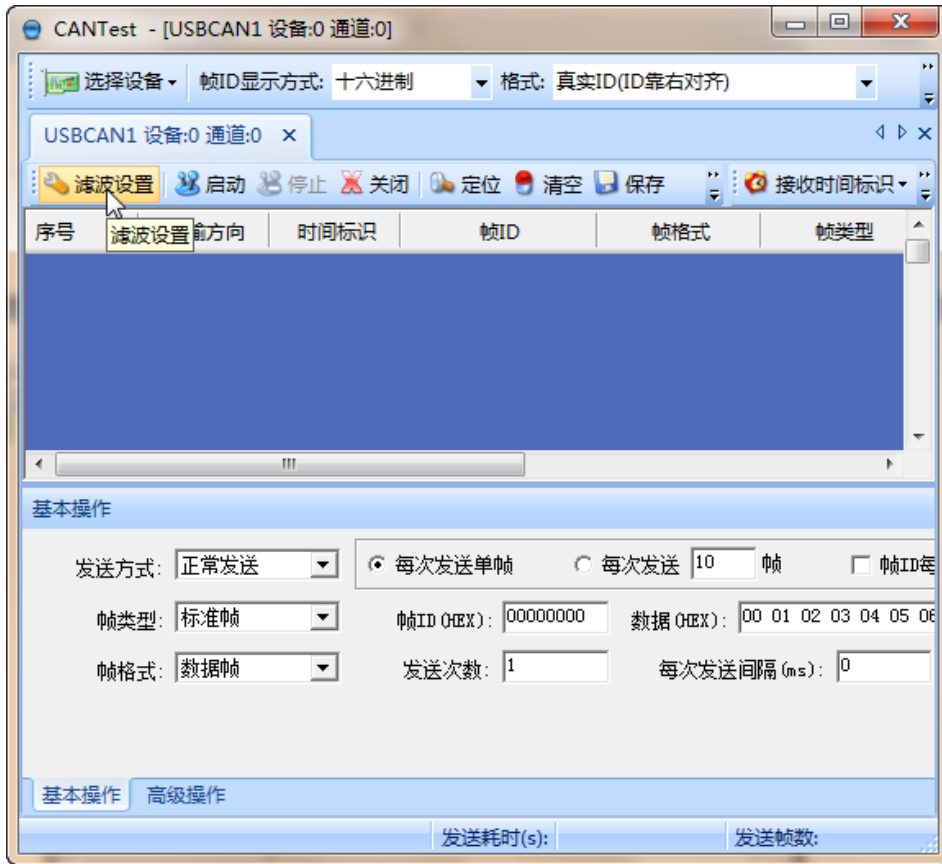 CANTest - [USBCAN1 设备:0 通道:0]
选择设备 帧ID显示方式: 十六进制 格式: 真实ID(ID靠右对齐)
USBCAN1 设备:0 通道:0
滤波设置 启动 停止 关闭 定位 清空 保存 接收时间标识
序号 输方向 时间标识 帧ID 帧格式 帧类型
滤波设置
基本操作
发送方式: 正常发送 每次发送单帧 每次发送 10 帧 帧ID每
帧类型: 标准帧 帧ID(HEX): 00000000 数据(HEX): 00 01 02 03 04 05 06
帧格式: 数据帧 发送次数: 1 每次发送间隔(ms): 0
基本操作 高级操作
发送耗时(s): 发送帧数: